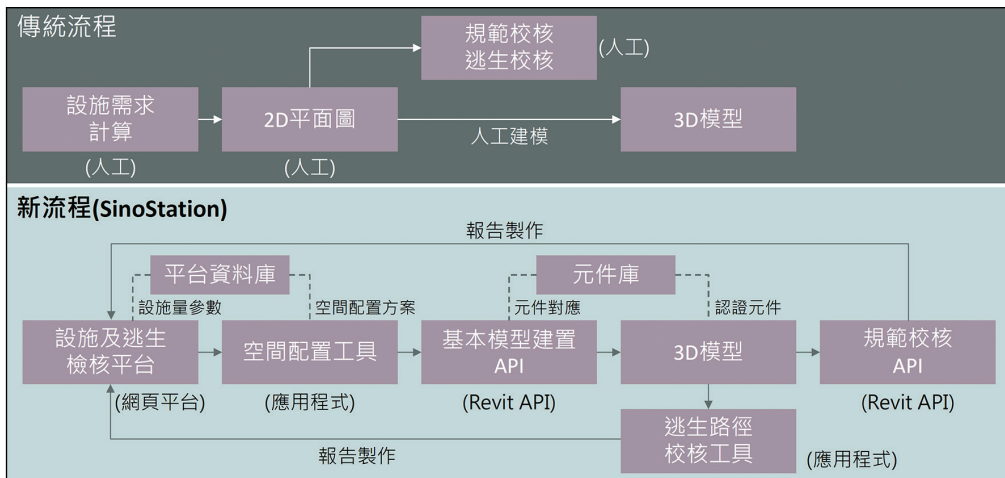 傳統流程
規範校核
逃生校核
(人工)
設施需求
計算
(人工)
2D平面圖
(人工)
人工建模
3D模型
新流程(SinoStation)
報告製作
平台資料庫
元件庫
設施量參數
空間配置方案
元件對應
認證元件
設施及逃生
檢核平台
(網頁平台)
空間配置工具
(應用程式)
基本模型建置
API
(Revit API)
3D模型
規範校核
API
(Revit API)
報告製作
逃生路徑
校核工具
(應用程式)